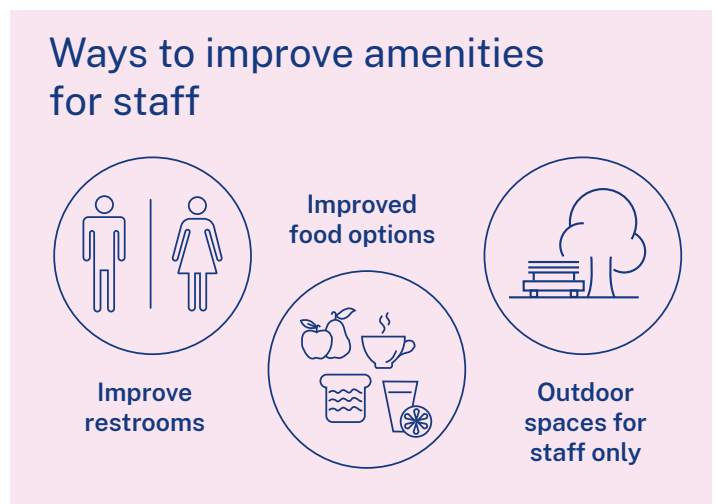 Ways to improve amenities
for staff
Improve
restrooms
Improved
food options
Outdoor
spaces for
staff only